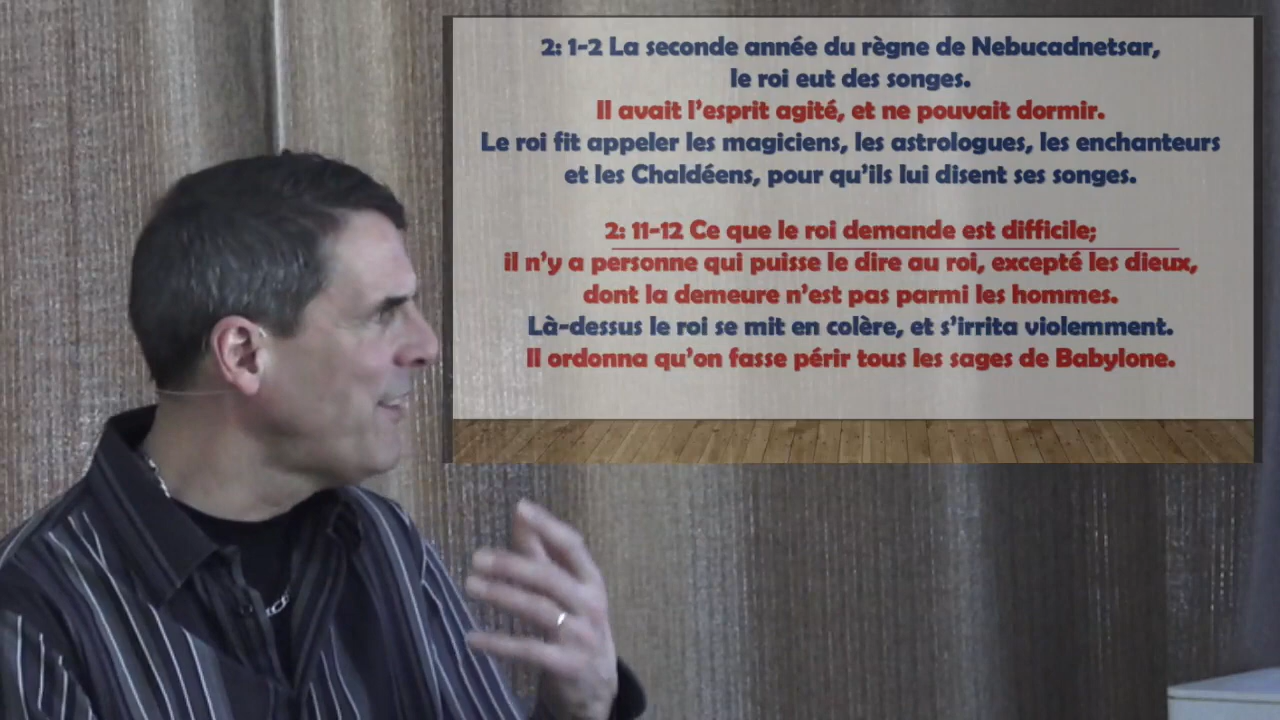 2: 1-2 La seconde année du règne de Nebucadnetsar,
le roi eut des songes.
Il avait l'esprit agité, et ne pouvait dormir.
Le roi fit appeler les magiciens, les astrologues, les enchanteurs
et les Chaldéens, pour qu'ils lui disent ses songes.
2: 11-12 Ce que le roi demande est difficile;
il n'y a personne qui puisse le dire au roi, excepté les dieux,
dont la demeure n'est pas parmi les hommes.
Là-dessus le roi se mit en colère, et s'irrita violemment.
Il ordonna qu'on fasse périr tous les sages de Babylone.